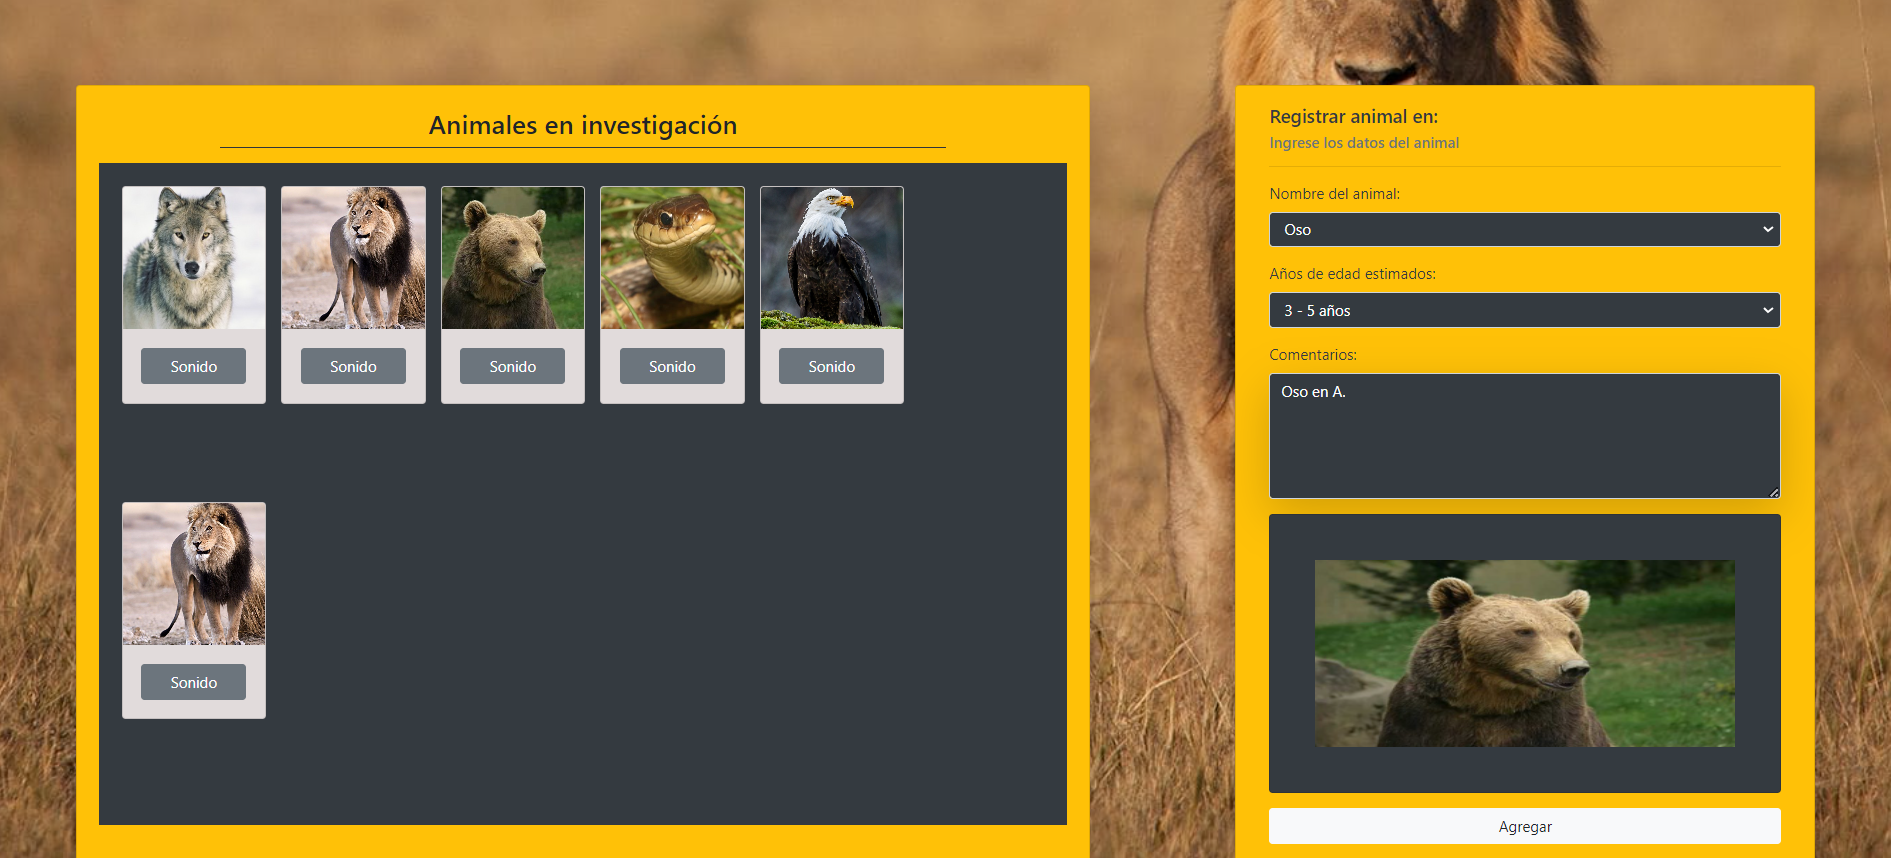 Animales en investigación
Sonido
Sonido
Sonido
Sonido
Sonido
Sonido
Registrar animal en:
Ingrese los datos del animal
Nombre del animal:
Oso
Años de edad estimados:
3 - 5 años
Comentarios:
Oso en A.
Agregar